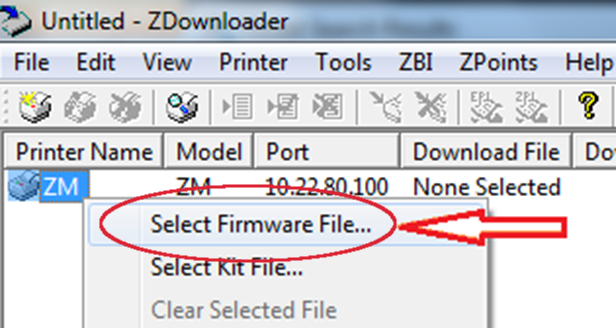 Untitled - ZDownloader
File Edit View Printer Tools ZBI ZPoints Help
Printer Name Model Port Download File Do
ZM ZM 10.22.80.100 None Selected
Select Firmware File...
Select Kit File...
Clear Selected File